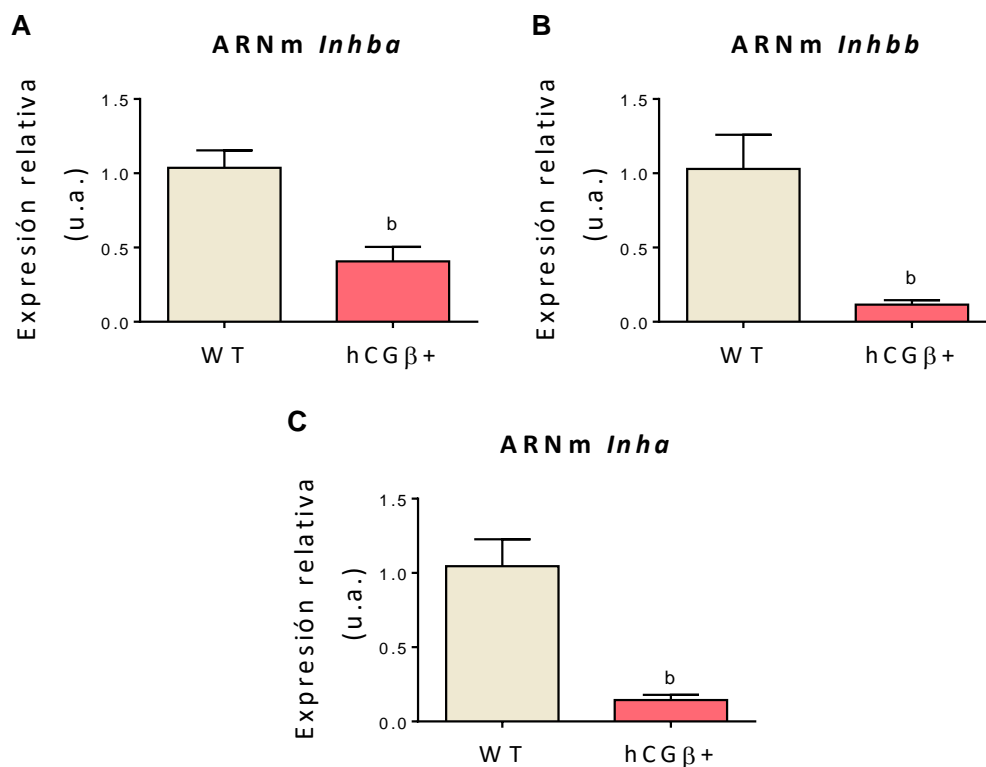 A
ARNm Inhba
Expresión relativa
(u.a.)
1.5
1.0
0.5
0.0
b
WT
hCGβ+
B
ARNm Inhbb
Expresión relativa
(u.a.)
1.5
1.0
0.5
0.0
b
WT
hCGβ+
C
ARNm Inha
Expresión relativa
(u.a.)
1.5
1.0
0.5
0.0
b
WT
hCGβ+